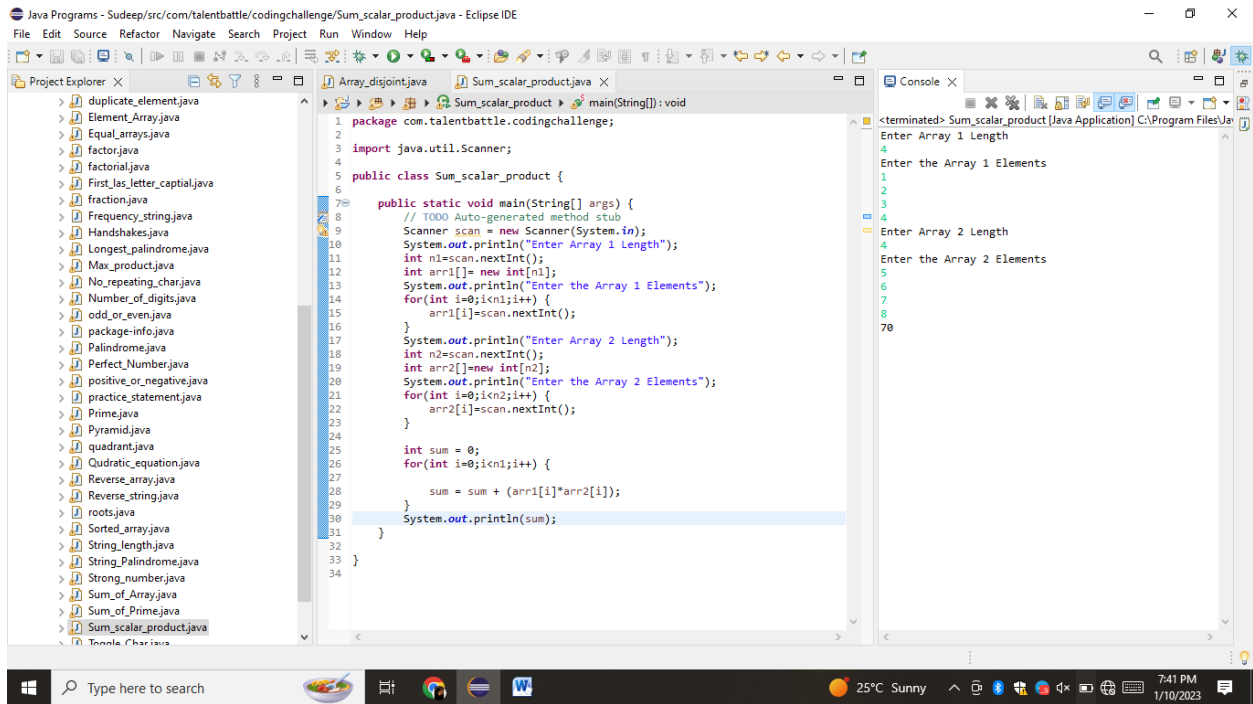 Java Programs - Sudeep/src/com/talentbattle/codingchallenge/Sum_scalar_product.java - Eclipse IDE
File Edit Source Refactor Navigate Search Project Run Window Help
Project Explorer
duplicate_element.java
Element_Array.java
Equal_arrays.java
factor.java
factorial.java
First_las_letter_captial.java
fraction.java
Frequency_string.java
Handshakes.java
Longest_palindrome.java
Max_product.java
No_repeating_char.java
Number_of_digits.java
odd_or_even.java
package-info.java
Palindrome.java
Perfect_Number.java
positive_or_negative.java
practice_statement.java
Prime.java
Pyramid.java
quadrant.java
Qudratic_equation.java
Reverse_array.java
Reverse_string.java
roots.java
Sorted_array.java
String_length.java
String_Palindrome.java
Strong_number.java
Sum_of_Array.java
Sum_of_Prime.java
Sum_scalar_product.java
Toggle_Char.java
Array_disjoint.java Sum_scalar_product.java
Sum_scalar_product main(String[]) : void
1 package com.talentbattle.codingchallenge;
2
3 import java.util.Scanner;
4
5 public class Sum_scalar_product {
6
7 public static void main(String[] args) {
8 // TODO Auto-generated method stub
9 Scanner scan = new Scanner(System.in);
10 System.out.println("Enter Array 1 Length");
11 int n1=scan.nextInt();
12 int arr1[]= new int[n1];
13 System.out.println("Enter the Array 1 Elements");
14 for(int i=0;i<n1;i++) {
15 arr1[i]=scan.nextInt();
16 }
17 System.out.println("Enter Array 2 Length");
18 int n2=scan.nextInt();
19 int arr2[]=new int[n2];
20 System.out.println("Enter the Array 2 Elements");
21 for(int i=0;i<n2;i++) {
22 arr2[i]=scan.nextInt();
23 }
24
25 int sum = 0;
26 for(int i=0;i<n1;i++) {
27
28 sum = sum + (arr1[i]*arr2[i]);
29 }
30 System.out.println(sum);
31 }
32
33 }
34
Console
<terminated> Sum_scalar_product [Java Application] C:\Program Files\Jav
Enter Array 1 Length
4
Enter the Array 1 Elements
1
2
3
4
Enter Array 2 Length
4
Enter the Array 2 Elements
5
6
7
8
70
Type here to search
25°C Sunny
7:41 PM
1/10/2023